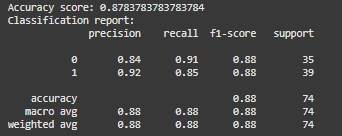 Accuracy score: 0.8783783783783784
Classification report:
precision recall f1-score support
0 0.84 0.91 0.88 35
1 0.92 0.85 0.88 39
accuracy 0.88 74
macro avg 0.88 0.88 0.88 74
weighted avg 0.88 0.88 0.88 74